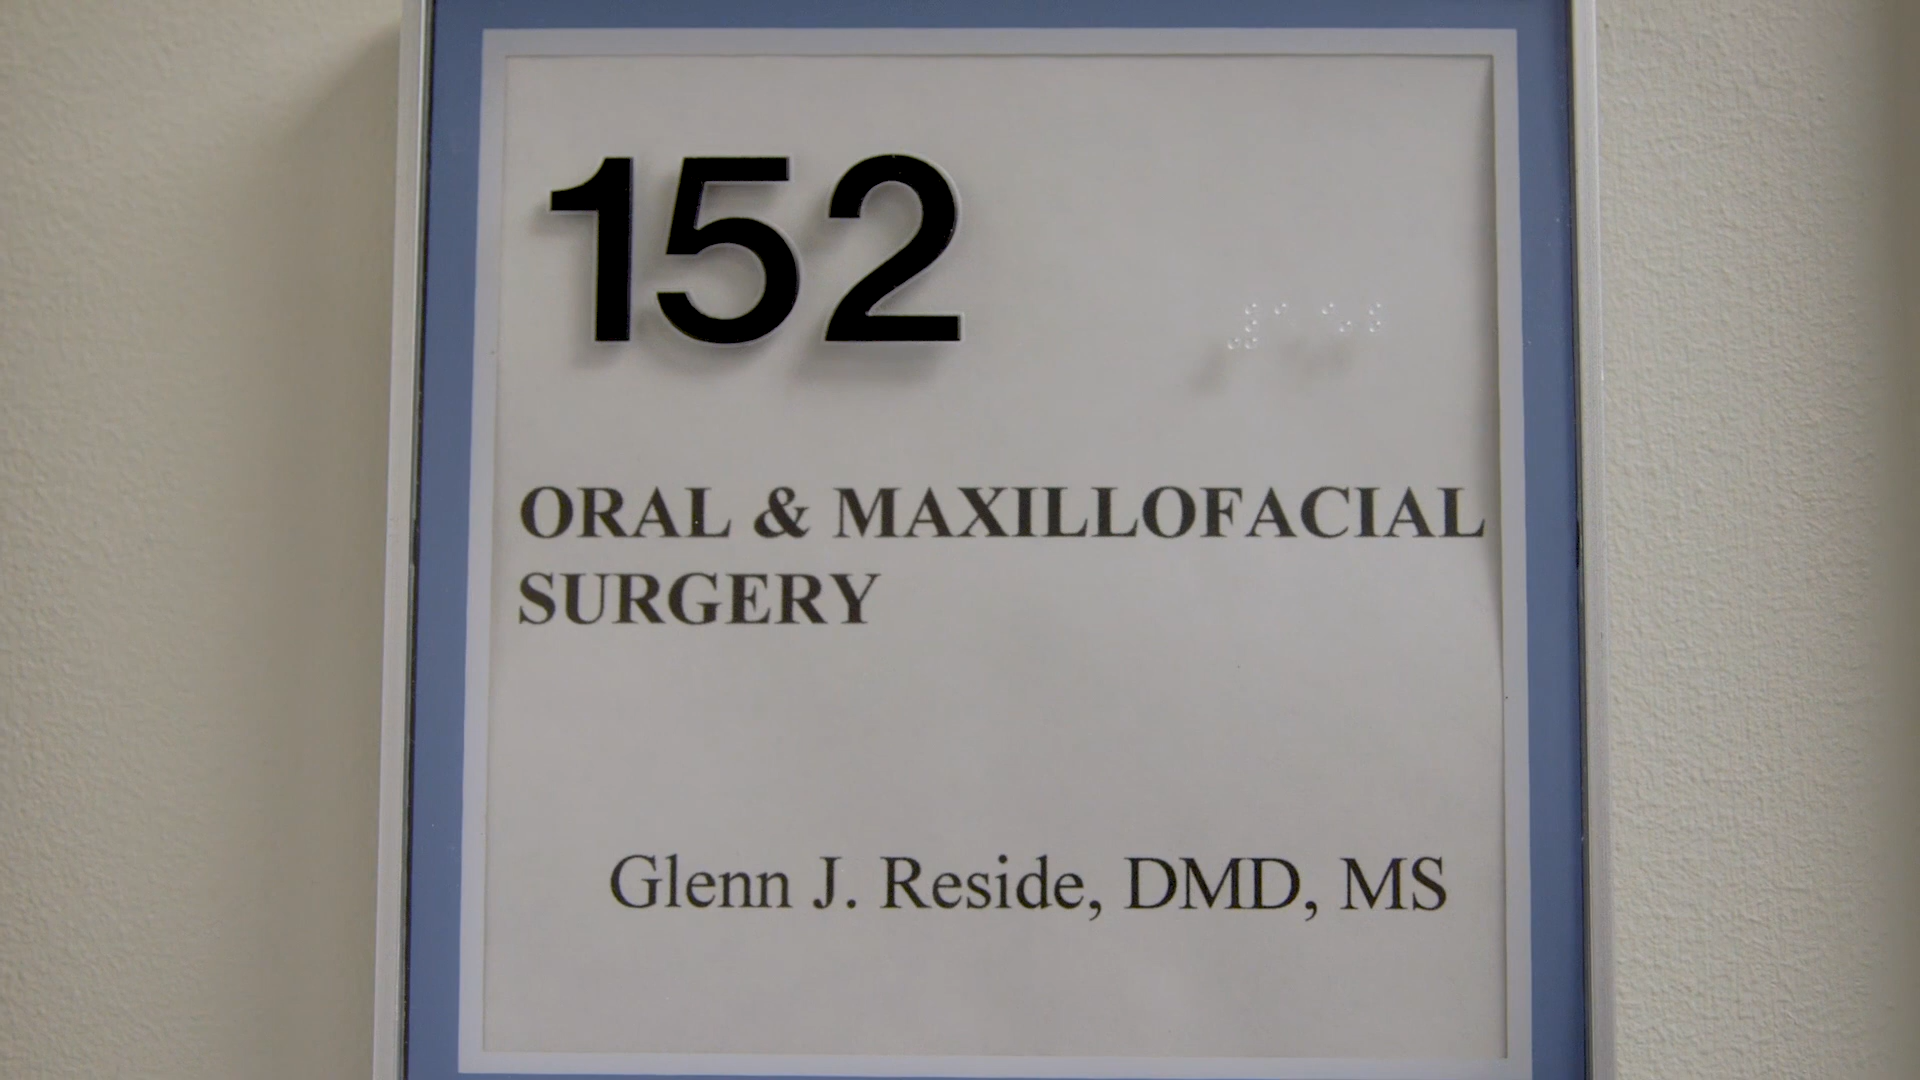 152
ORAL & MAXILLOFACIAL
SURGERY
Glenn J. Reside, DMD, MS